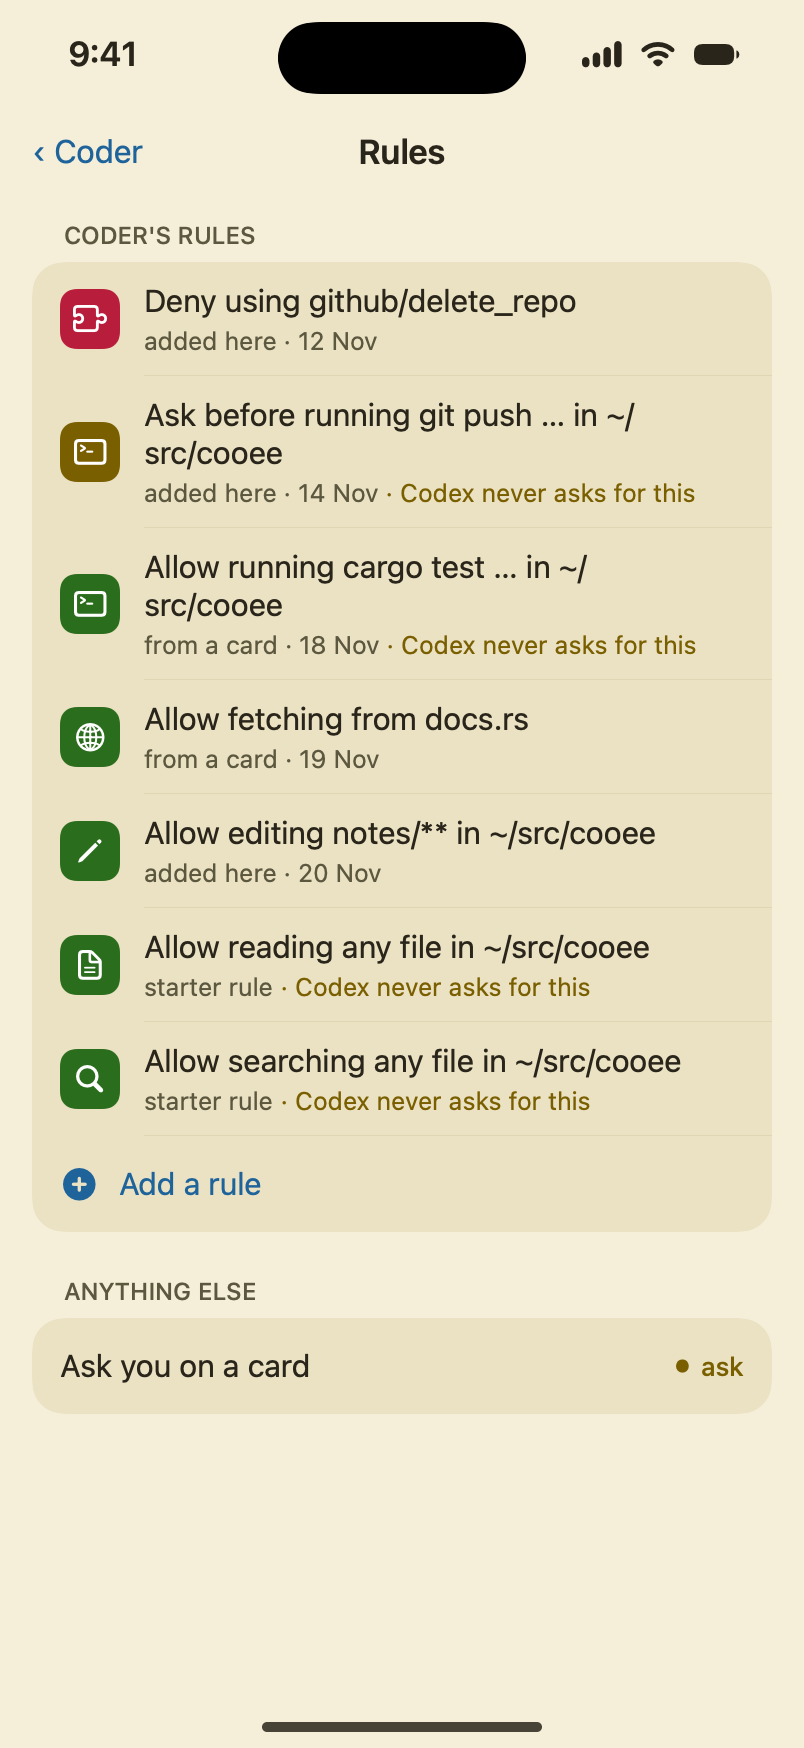 9:41
‹ Coder
Rules
CODER'S RULES
Deny using github/delete_repo
added here · 12 Nov
Ask before running git push ... in ~/
src/cooee
added here · 14 Nov · Codex never asks for this
Allow running cargo test ... in ~/
src/cooee
from a card · 18 Nov · Codex never asks for this
Allow fetching from docs.rs
from a card · 19 Nov
Allow editing notes/** in ~/src/cooee
added here · 20 Nov
Allow reading any file in ~/src/cooee
starter rule · Codex never asks for this
Allow searching any file in ~/src/cooee
starter rule · Codex never asks for this
Add a rule
ANYTHING ELSE
Ask you on a card
ask